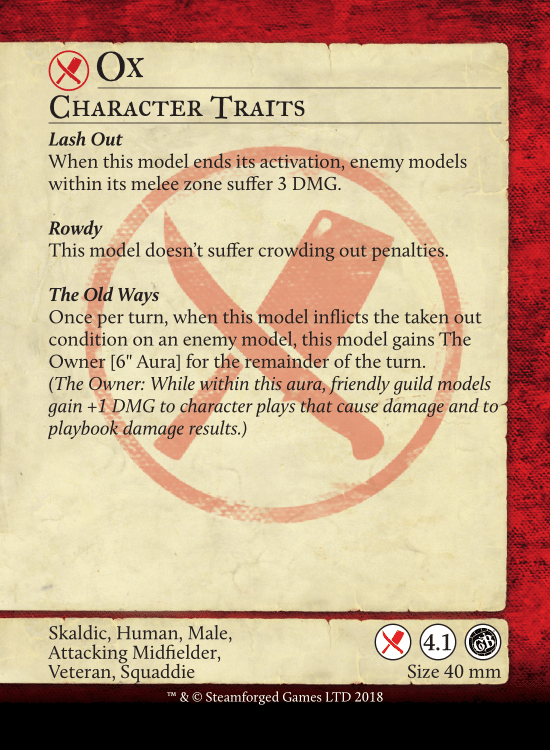 Ox
Character Traits
Lash Out
When this model ends its activation, enemy models
within its melee zone suffer 3 DMG.
Rowdy
This model doesn't suffer crowding out penalties.
The Old Ways
Once per turn, when this model inflicts the taken out
condition on an enemy model, this model gains The
Owner [6" Aura] for the remainder of the turn.
(The Owner: While within this aura, friendly guild models
gain +1 DMG to character plays that cause damage and to
playbook damage results.)
Skaldic, Human, Male,
Attacking Midfielder,
Veteran, Squaddie
4.1
GB
Size 40 mm
™ & © Steamforged Games LTD 2018